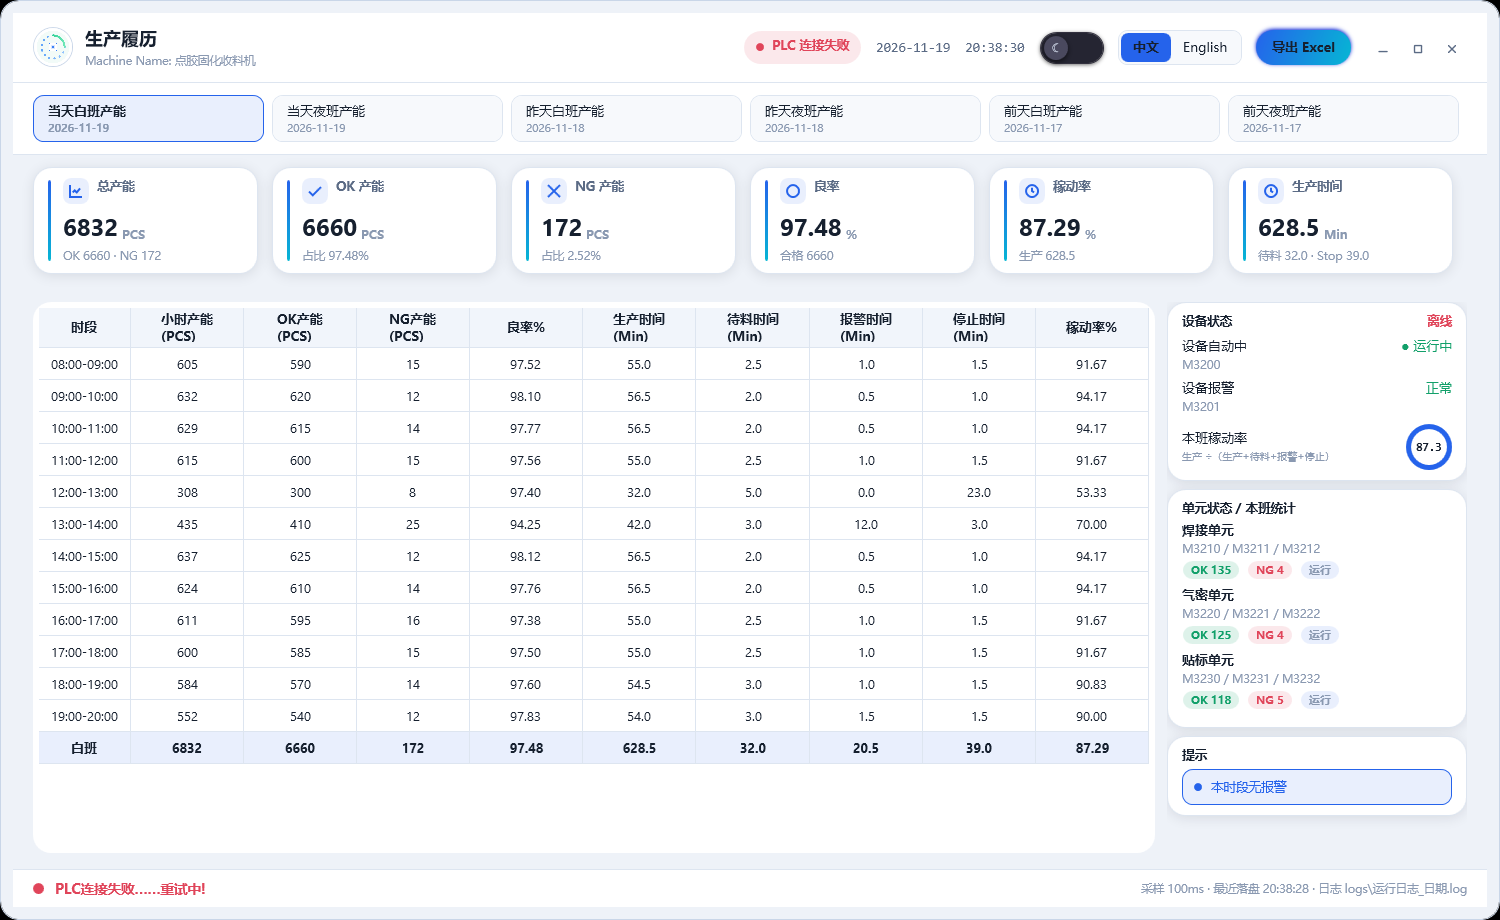 生产履历
Machine Name: 点胶固化收料机
PLC 连接失败
2026-11-19 20:38:30
中文
English
导出 Excel
当天白班产能
2026-11-19
当天夜班产能
2026-11-19
昨天白班产能
2026-11-18
昨天夜班产能
2026-11-18
前天白班产能
2026-11-17
前天夜班产能
2026-11-17
总产能
6832 PCS
OK 6660 · NG 172
OK 产能
6660 PCS
占比 97.48%
NG 产能
172 PCS
占比 2.52%
良率
97.48 %
合格 6660
稼动率
87.29 %
生产 628.5
生产时间
628.5 Min
待料 32.0 · Stop 39.0
时段 小时产能(PCS) OK产能(PCS) NG产能(PCS) 良率% 生产时间(Min) 待料时间(Min) 报警时间(Min) 停止时间(Min) 稼动率%
08:00-09:00 605 590 15 97.52 55.0 2.5 1.0 1.5 91.67
09:00-10:00 632 620 12 98.10 56.5 2.0 0.5 1.0 94.17
10:00-11:00 629 615 14 97.77 56.5 2.0 0.5 1.0 94.17
11:00-12:00 615 600 15 97.56 55.0 2.5 1.0 1.5 91.67
12:00-13:00 308 300 8 97.40 32.0 5.0 0.0 23.0 53.33
13:00-14:00 435 410 25 94.25 42.0 3.0 12.0 3.0 70.00
14:00-15:00 637 625 12 98.12 56.5 2.0 0.5 1.0 94.17
15:00-16:00 624 610 14 97.76 56.5 2.0 0.5 1.0 94.17
16:00-17:00 611 595 16 97.38 55.0 2.5 1.0 1.5 91.67
17:00-18:00 600 585 15 97.50 55.0 2.5 1.0 1.5 91.67
18:00-19:00 584 570 14 97.60 54.5 3.0 1.0 1.5 90.83
19:00-20:00 552 540 12 97.83 54.0 3.0 1.5 1.5 90.00
白班 6832 6660 172 97.48 628.5 32.0 20.5 39.0 87.29
设备状态 离线
设备自动中 运行中
M3200
设备报警 正常
M3201
本班稼动率 87.3
生产 ÷（生产+待料+报警+停止）
单元状态 / 本班统计
焊接单元
M3210 / M3211 / M3212
OK 135 NG 4 运行
气密单元
M3220 / M3221 / M3222
OK 125 NG 4 运行
贴标单元
M3230 / M3231 / M3232
OK 118 NG 5 运行
提示
本时段无报警
PLC连接失败……重试中!
采样 100ms · 最近落盘 20:38:28 · 日志 logs\运行日志_日期.log